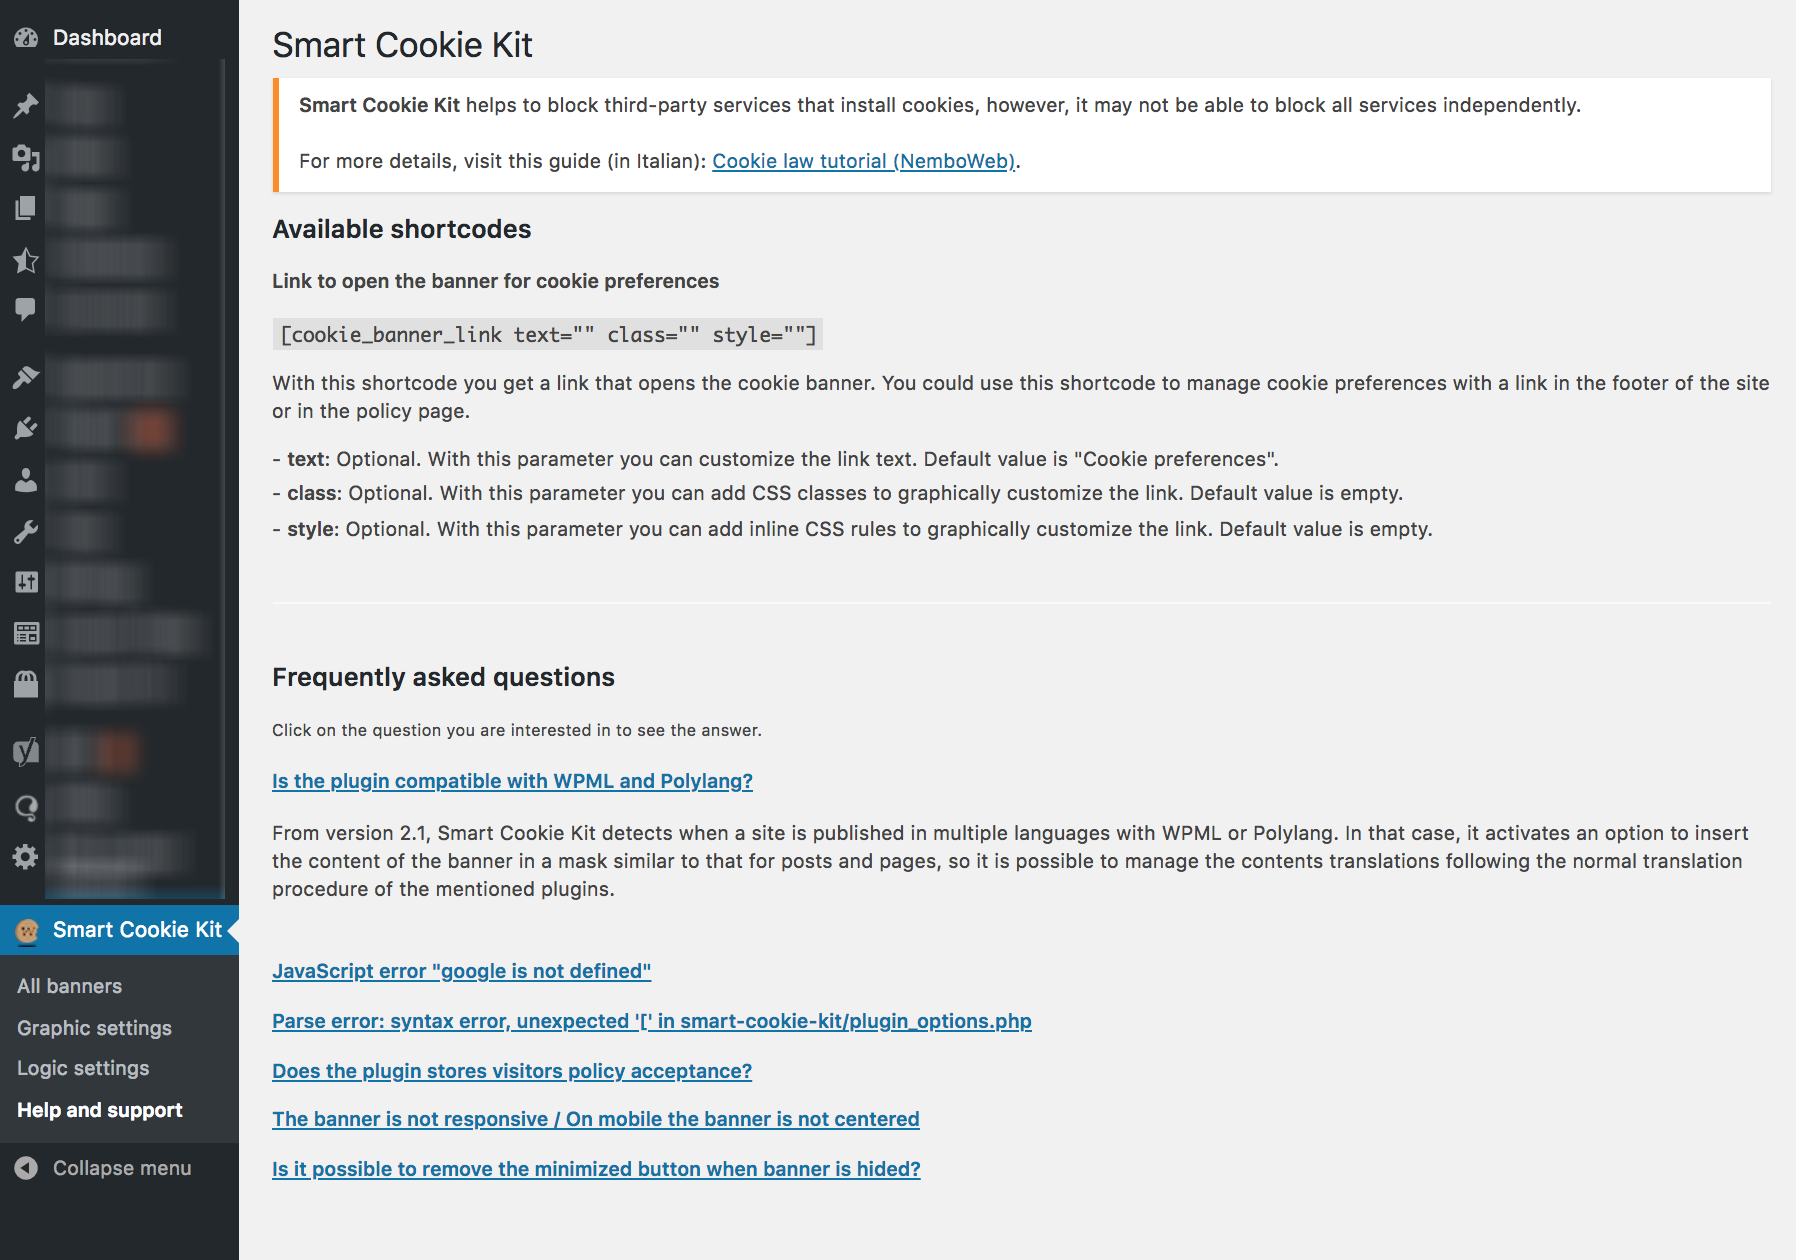 Dashboard
Smart Cookie Kit
All banners
Graphic settings
Logic settings
Help and support
Collapse menu
Smart Cookie Kit
Smart Cookie Kit helps to block third-party services that install cookies, however, it may not be able to block all services independently.
For more details, visit this guide (in Italian): Cookie law tutorial (NemboWeb).
Available shortcodes
Link to open the banner for cookie preferences
[cookie_banner_link text="" class="" style=""]
With this shortcode you get a link that opens the cookie banner. You could use this shortcode to manage cookie preferences with a link in the footer of the site
or in the policy page.
- text: Optional. With this parameter you can customize the link text. Default value is "Cookie preferences".
- class: Optional. With this parameter you can add CSS classes to graphically customize the link. Default value is empty.
- style: Optional. With this parameter you can add inline CSS rules to graphically customize the link. Default value is empty.
Frequently asked questions
Click on the question you are interested in to see the answer.
Is the plugin compatible with WPML and Polylang?
From version 2.1, Smart Cookie Kit detects when a site is published in multiple languages with WPML or Polylang. In that case, it activates an option to insert
the content of the banner in a mask similar to that for posts and pages, so it is possible to manage the contents translations following the normal translation
procedure of the mentioned plugins.
JavaScript error "google is not defined"
Parse error: syntax error, unexpected '[' in smart-cookie-kit/plugin_options.php
Does the plugin stores visitors policy acceptance?
The banner is not responsive / On mobile the banner is not centered
Is it possible to remove the minimized button when banner is hided?